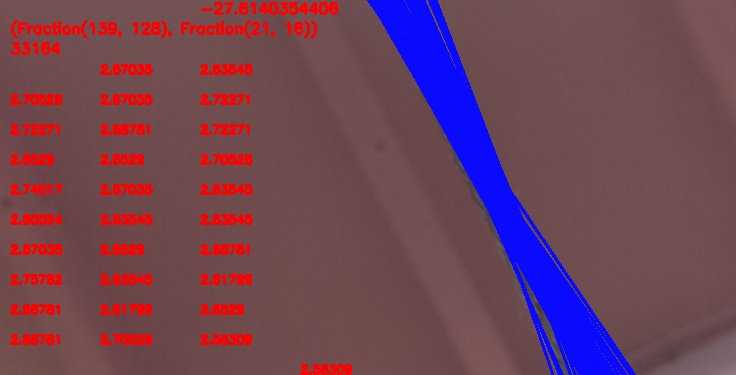 -27.6140354406
(Fraction(139, 128), Fraction(21, 16))
33164
2.67035 2.63545
2.70526 2.67035 2.72271
2.72271 2.68781 2.72271
2.6529 2.6529 2.70526
2.74017 2.67035 2.63545
2.60054 2.63545 2.63545
2.67035 2.6529 2.68781
2.75762 2.63545 2.61799
2.68781 2.61799 2.6529
2.68781 2.70526 2.58309
2.58309